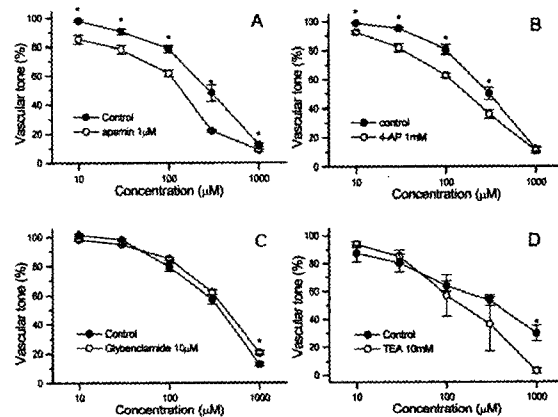 A
Vascular tone (%)
100
80
60
40
20
0
Control
apamin 1μM
10
100
1000
Concentration (μM)
B
Vascular tone (%)
100
80
60
40
20
0
control
4-AP 1mM
10
100
1000
Concentration (μM)
C
Vascular tone (%)
100
80
60
40
20
0
Control
Glybenclamide 10μM
10
100
1000
Concentration (μM)
D
Vascular tone (%)
100
80
60
40
20
0
Control
TEA 10mM
10
100
1000
Concentration (μM)